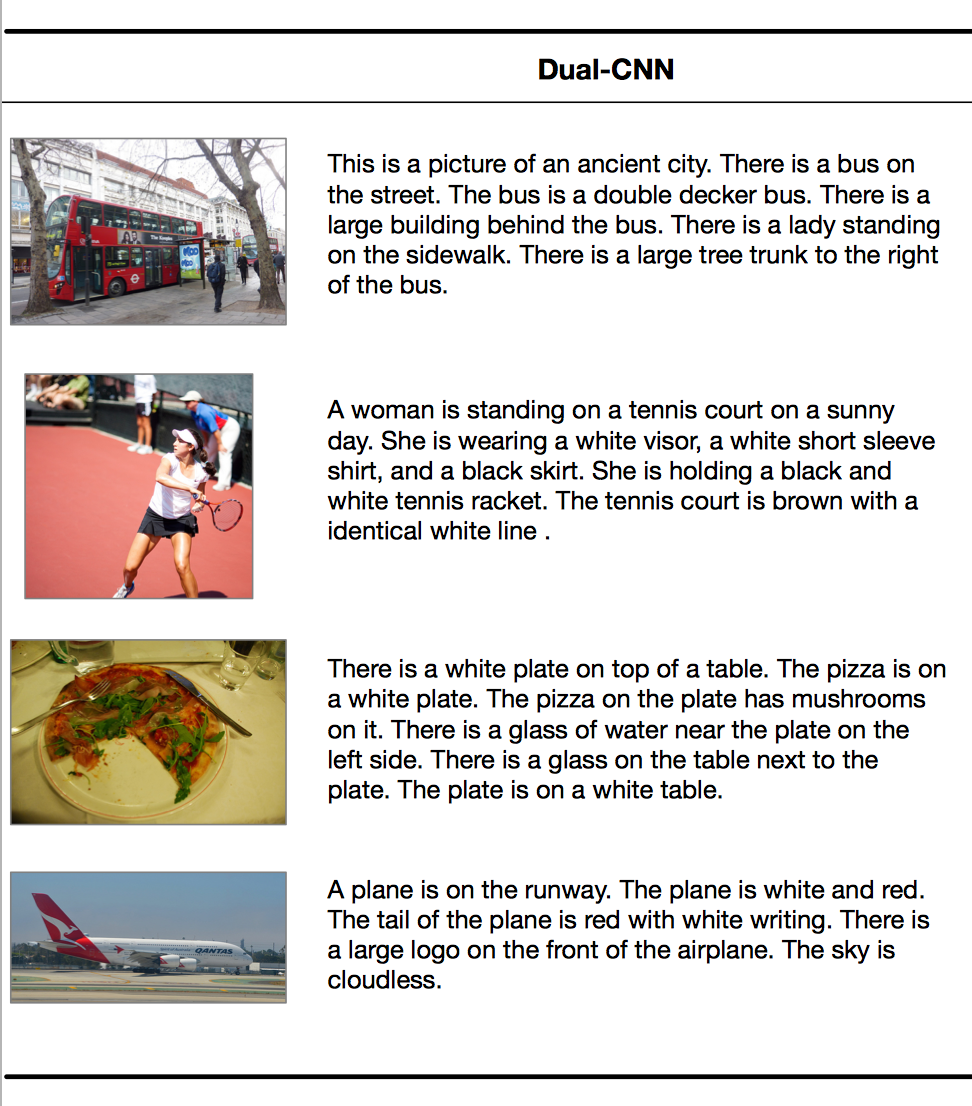 Dual-CNN
This is a picture of an ancient city. There is a bus on
the street. The bus is a double decker bus. There is a
large building behind the bus. There is a lady standing
on the sidewalk. There is a large tree trunk to the right
of the bus.
A woman is standing on a tennis court on a sunny
day. She is wearing a white visor, a white short sleeve
shirt, and a black skirt. She is holding a black and
white tennis racket. The tennis court is brown with a
identical white line .
There is a white plate on top of a table. The pizza is on
a white plate. The pizza on the plate has mushrooms
on it. There is a glass of water near the plate on the
left side. There is a glass on the table next to the
plate. The plate is on a white table.
QANTAS
A plane is on the runway. The plane is white and red.
The tail of the plane is red with white writing. There is
a large logo on the front of the airplane. The sky is
cloudless.